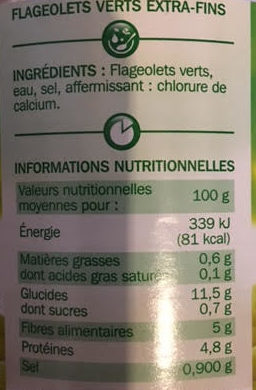 FLAGEOLETS VERTS EXTRA-FINS
INGRÉDIENTS : Flageolets verts,
eau, sel, affermissant : chlorure de
calcium.
INFORMATIONS NUTRITIONNELLES
Valeurs nutritionnelles
moyennes pour :
100 g
Énergie
339 kJ
(81 kcal)
Matières grasses 0,6 g
dont acides gras saturés 0,1 g
Glucides 11,5 g
dont sucres 0,7 g
Fibres alimentaires 5 g
Protéines 4,8 g
Sel 0,900 g